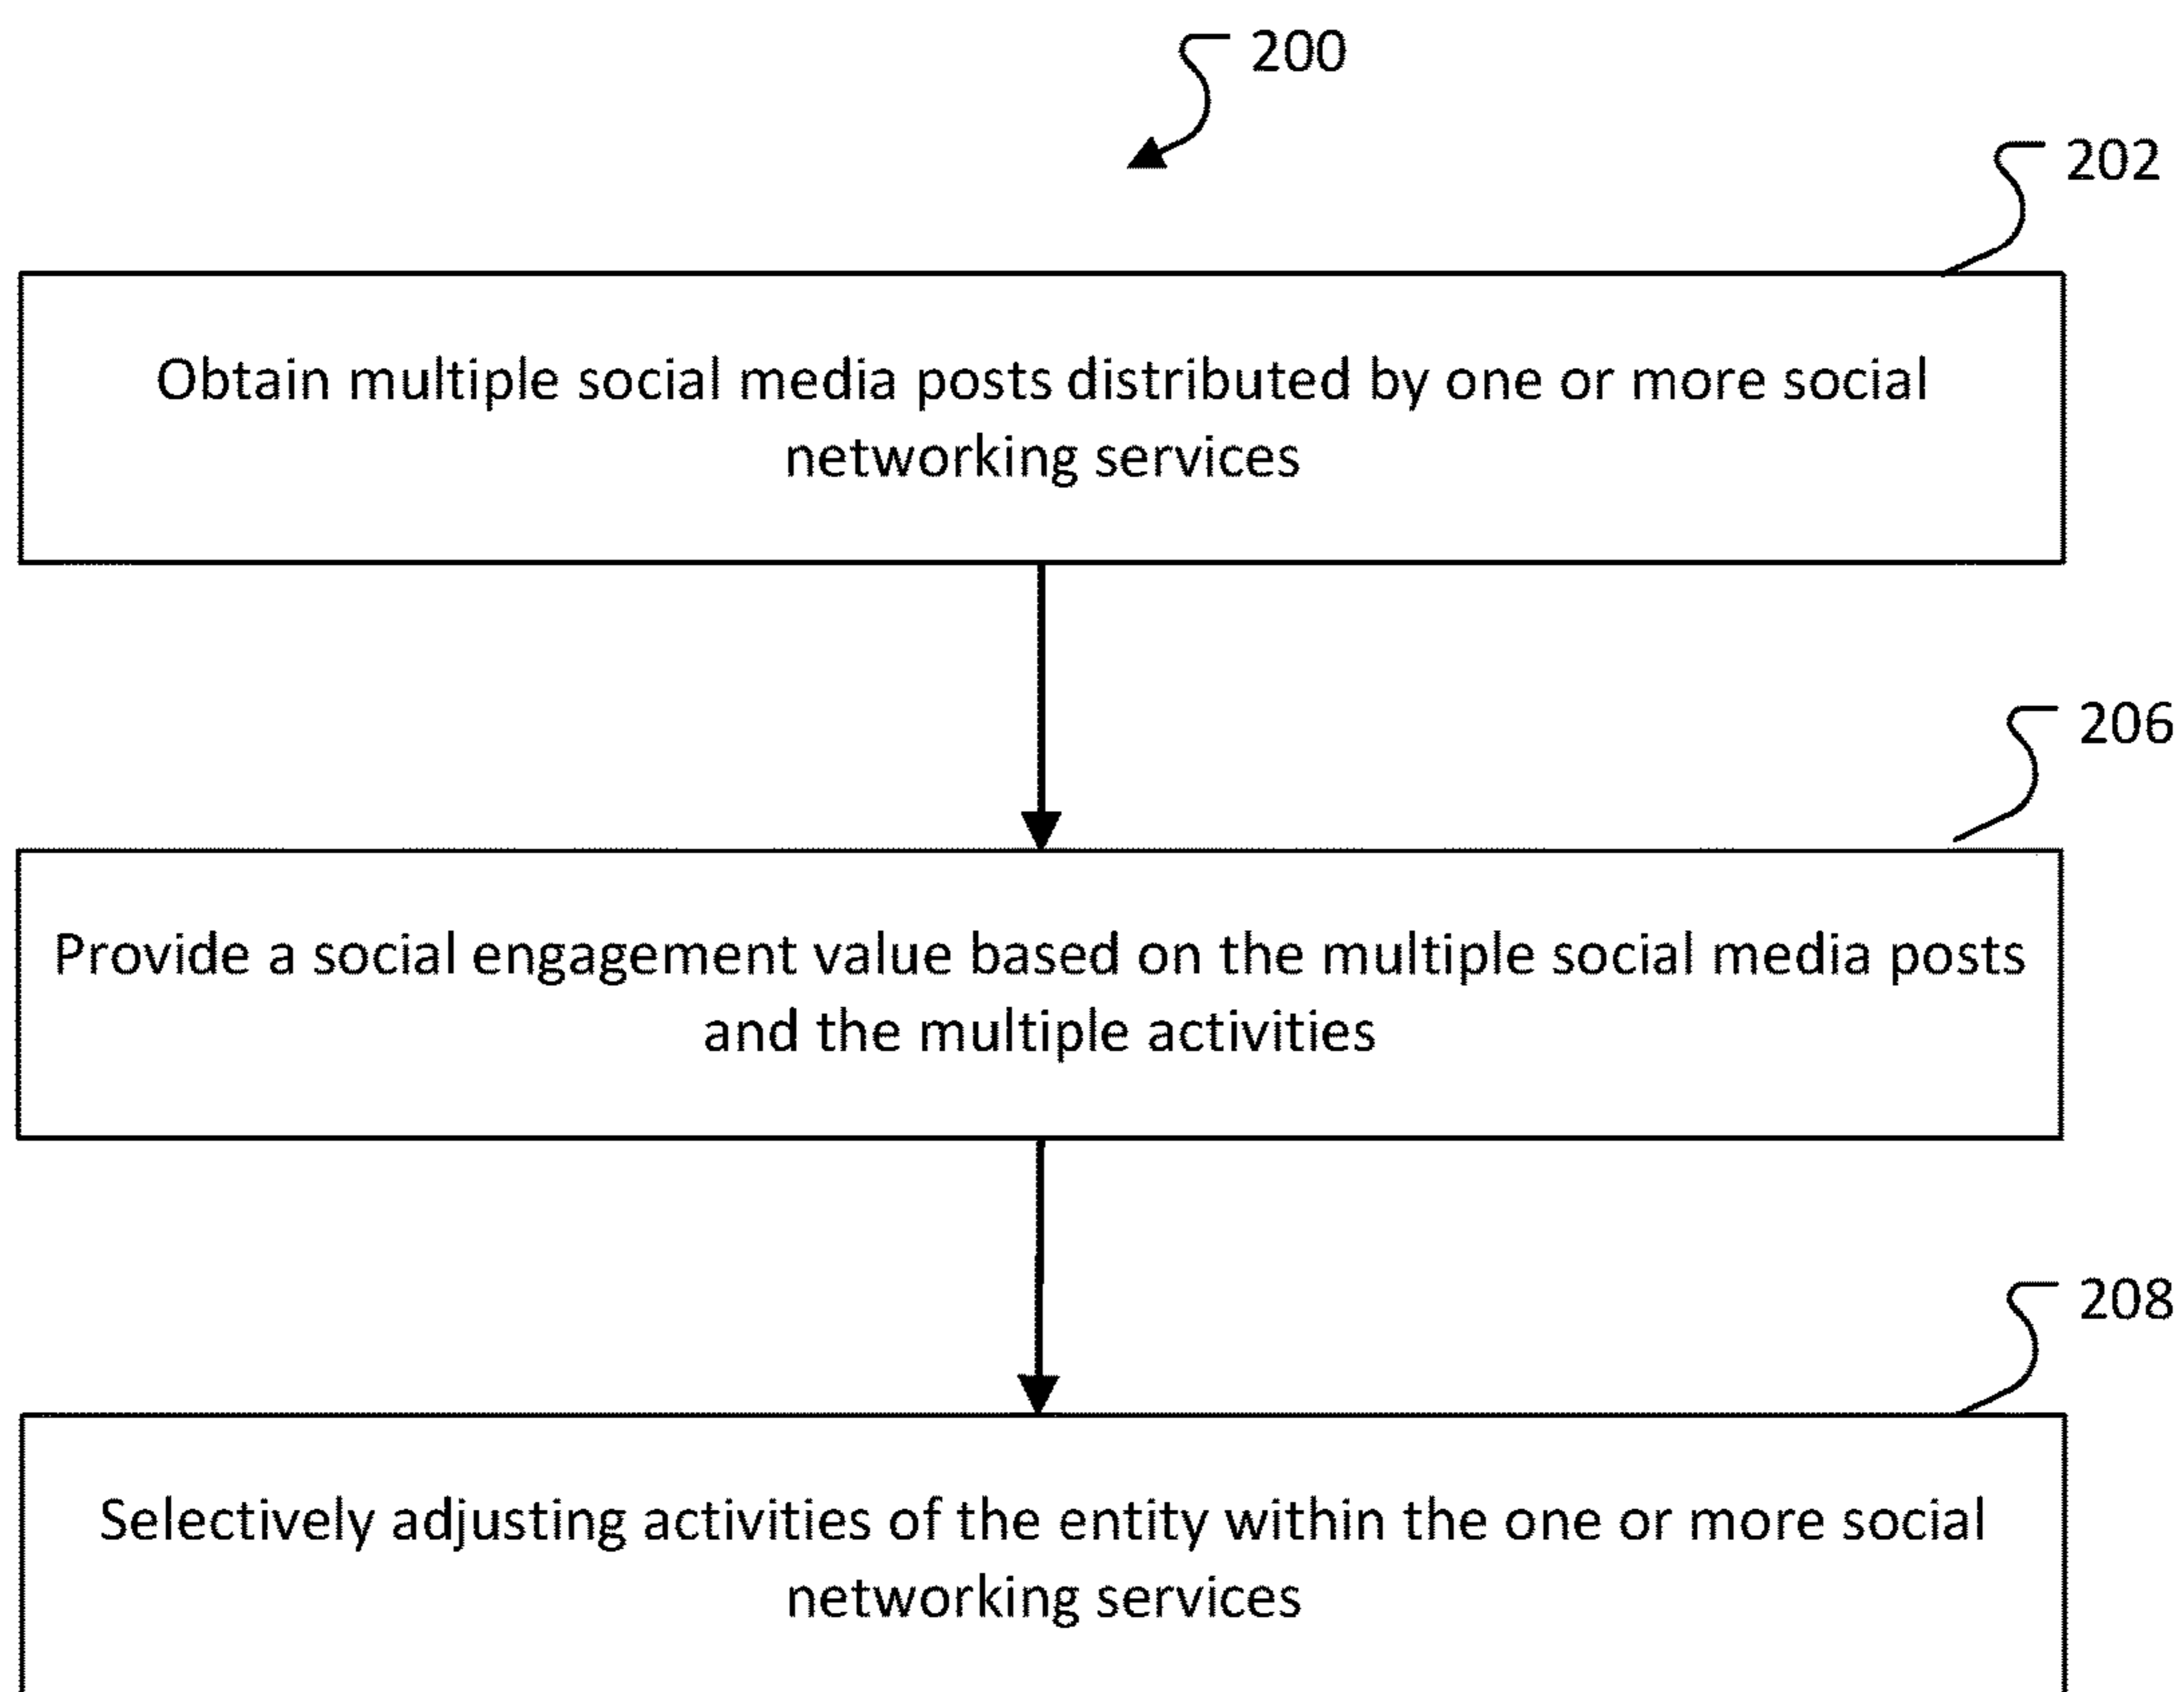 200
202
Obtain multiple social media posts distributed by one or more social
networking services
206
Provide a social engagement value based on the multiple social media posts
and the multiple activities
208
Selectively adjusting activities of the entity within the one or more social
networking services